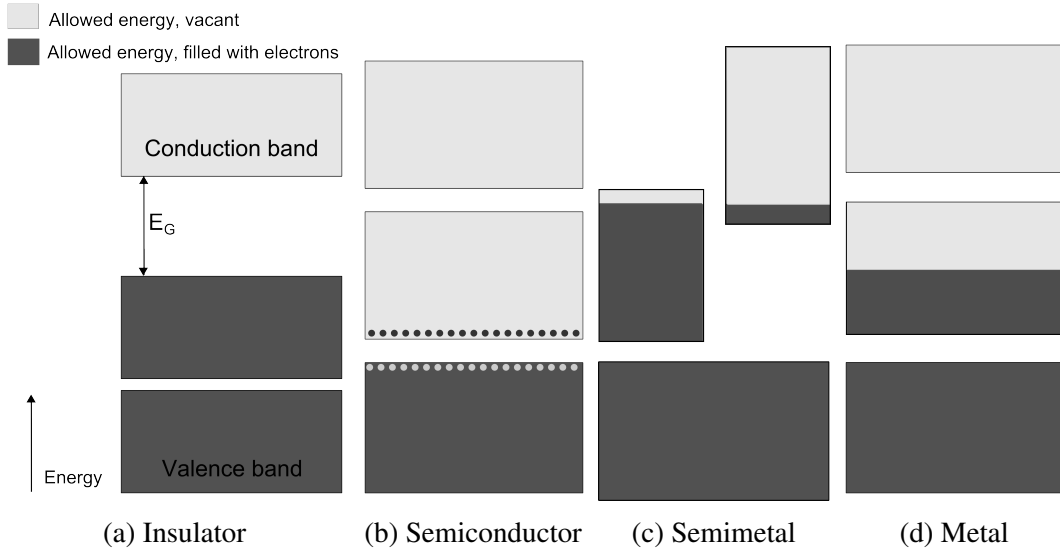 Allowed energy, vacant
Allowed energy, filled with electrons
Conduction band
E_G
Valence band
Energy
(a) Insulator
(b) Semiconductor
(c) Semimetal
(d) Metal